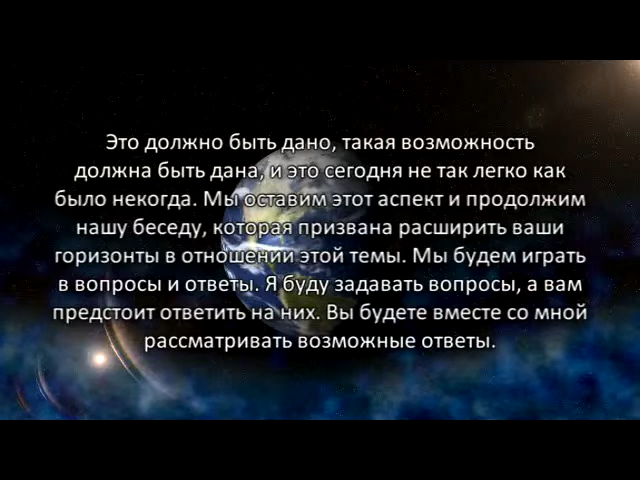 Это должно быть дано, такая возможность
должна быть дана, и это сегодня не так легко как
было некогда. Мы оставим этот аспект и продолжим
нашу беседу, которая призвана расширить ваши
горизонты в отношении этой темы. Мы будем играть
в вопросы и ответы. Я буду задавать вопросы, а вам
предстоит ответить на них. Вы будете вместе со мной
рассматривать возможные ответы.